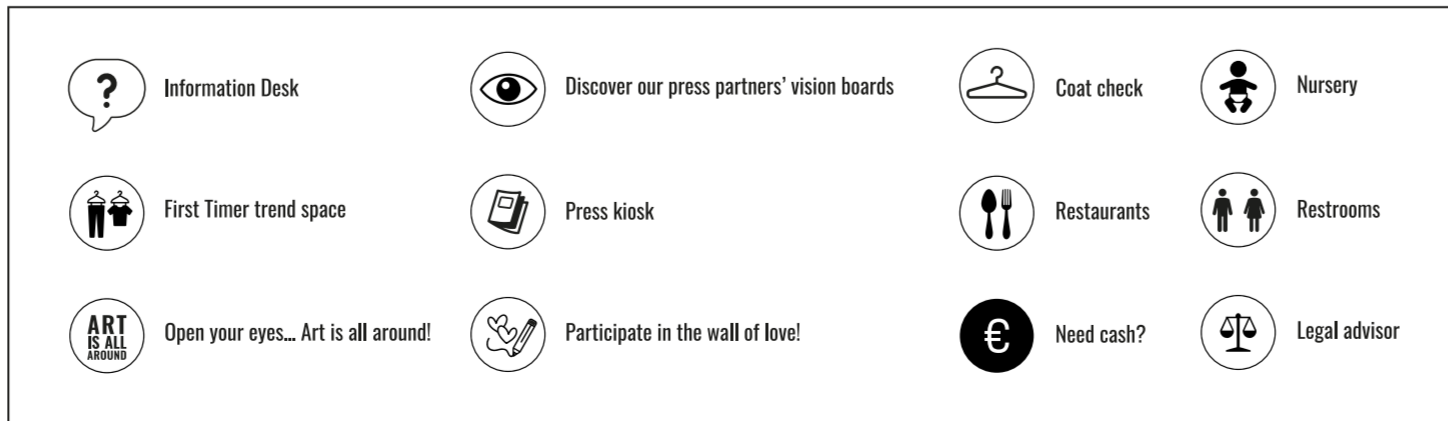 ?
Information Desk
Discover our press partners’ vision boards
Coat check
Nursery
First Timer trend space
Press kiosk
Restaurants
Restrooms
ART
IS ALL
AROUND
Open your eyes... Art is all around!
Participate in the wall of love!
€
Need cash?
Legal advisor